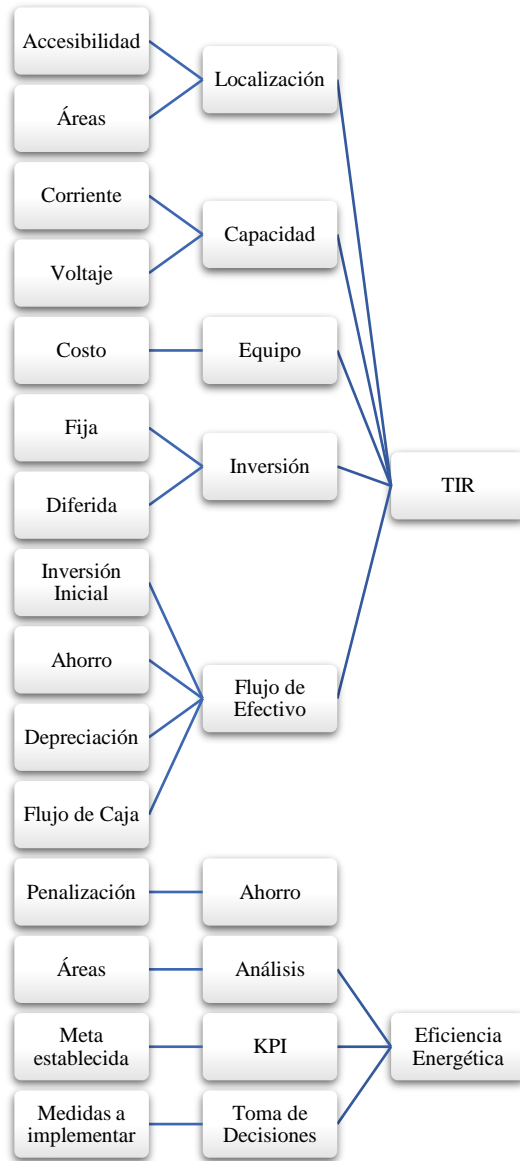 Accesibilidad
Áreas
Localización
Corriente
Voltaje
Capacidad
Costo
Equipo
Fija
Diferida
Inversión
Inversión
Inicial
Ahorro
Depreciación
Flujo de Caja
Flujo de
Efectivo
TIR
Penalización
Ahorro
Áreas
Análisis
Meta
establecida
KPI
Medidas a
implementar
Toma de
Decisiones
Eficiencia
Energética